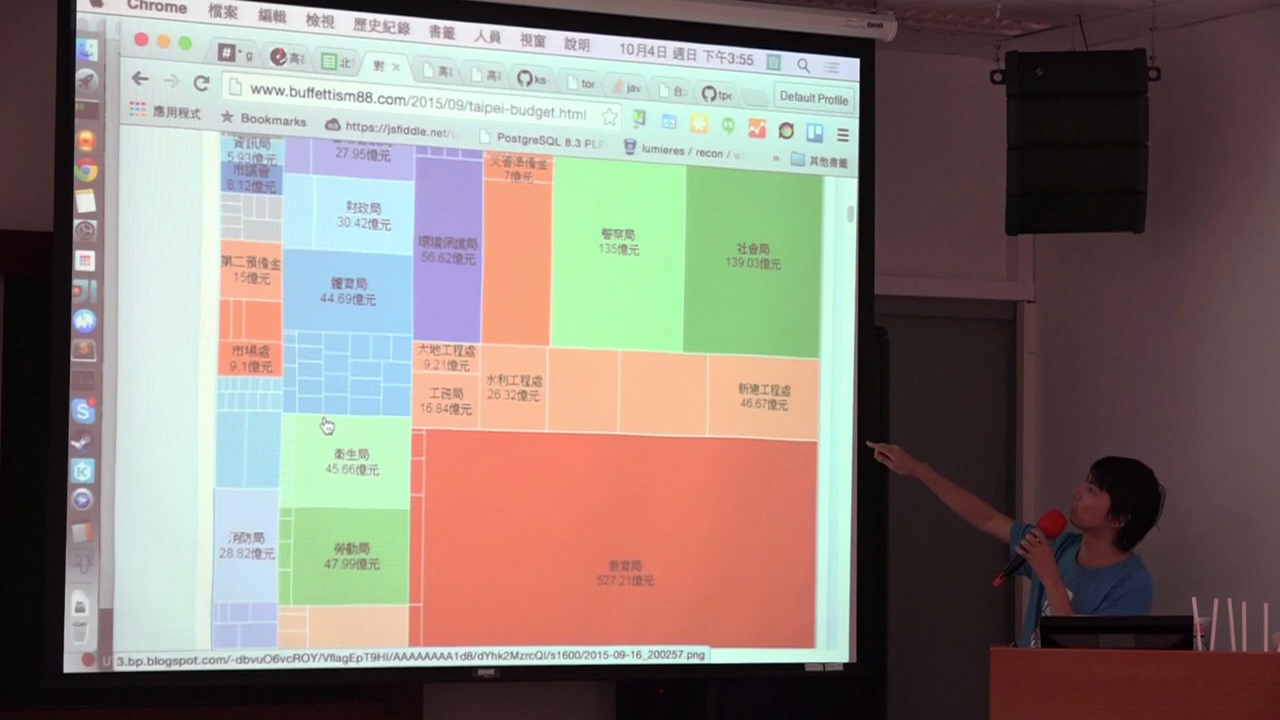 Chrome 檔案 編輯 檢視 歷史紀錄 書籤 人員 視窗 說明 10月4日 週日 下午3:55
# g 高 北 對 × 高 高 ks tor jav 台 tpe Default Profile
www.buffettism88.com/2015/09/taipei-budget.html
應用程式 Bookmarks https://jsfiddle.net/ PostgreSQL 8.3 PLP lumieres / recon / w » 其他書籤
資訊局
5.93億元
市議會
8.12億元
27.95億元
財政局
30.42億元
環境保護局
56.62億元
災害準備金
7億元
警察局
135億元
社會局
139.03億元
第二預備金
15億元
體育局
44.69億元
市場處
9.1億元
大地工程處
9.21億元
工務局
16.84億元
水利工程處
26.32億元
新建工程處
46.67億元
衛生局
45.66億元
消防局
28.82億元
勞動局
47.99億元
教育局
527.21億元
3.bp.blogspot.com/-dbvuO6vcROY/VflagEpT9HI/AAAAAAAA1d8/dYhk2MzrcQI/s1600/2015-09-16_200257.png